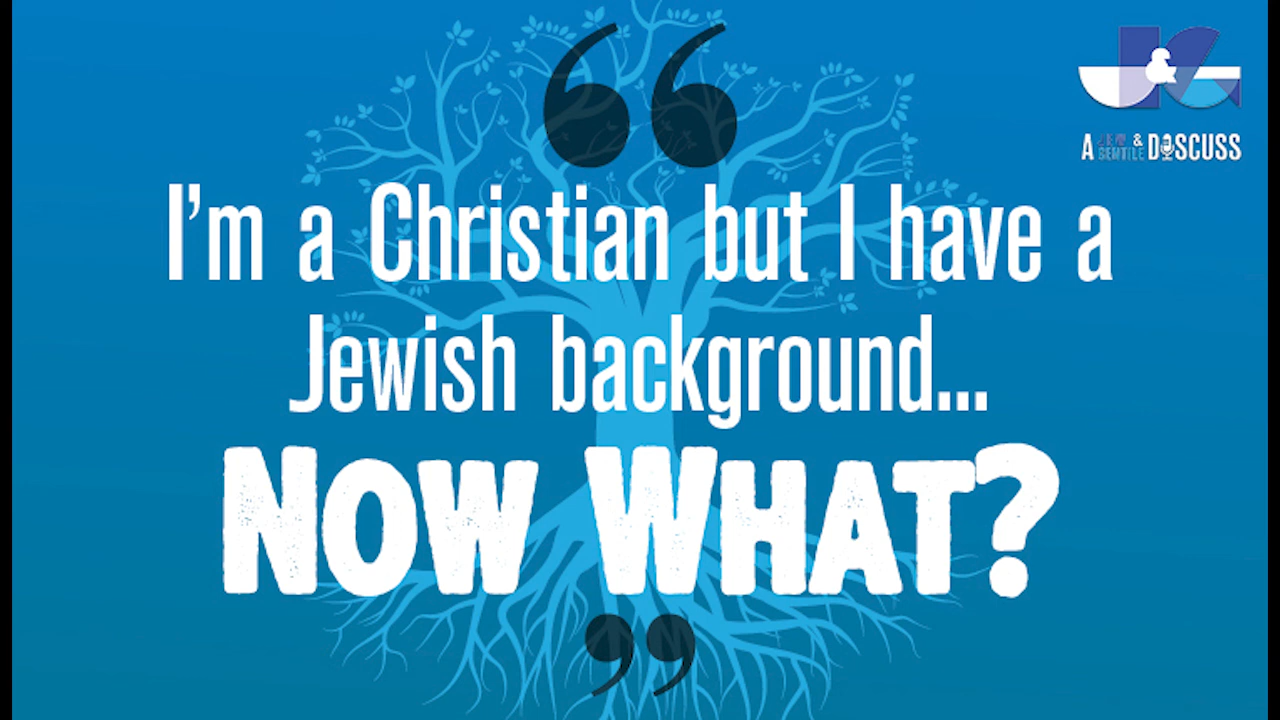 “
I’m a Christian but I have a
Jewish background...
NOW WHAT?
”
J&G
A JEW & GENTILE DISCUSS